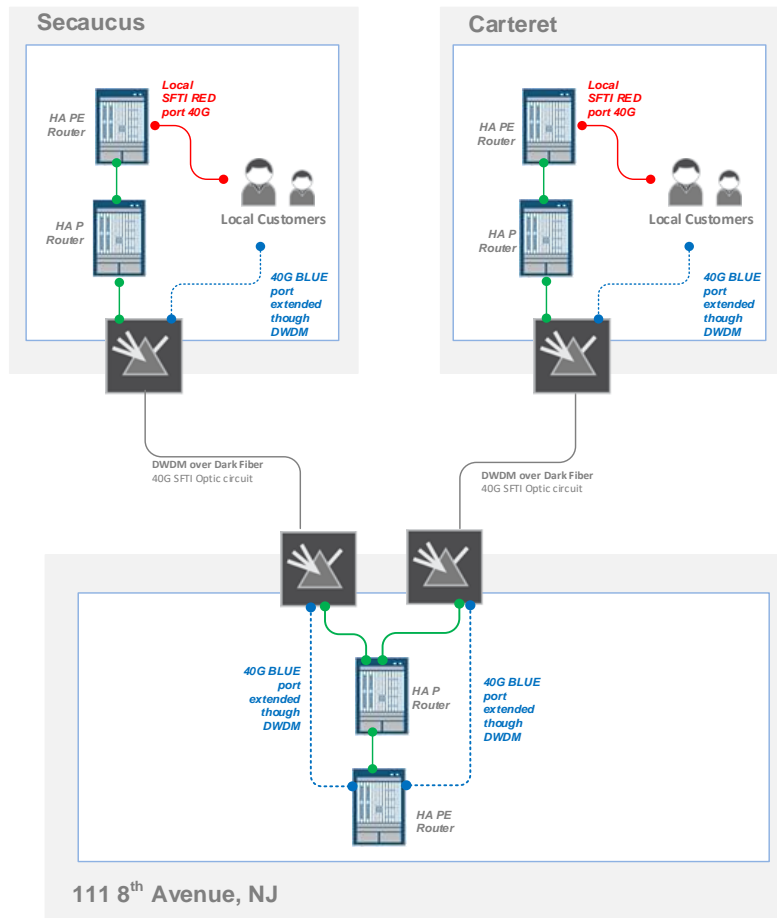 Secaucus
Local
SFTI RED
port 40G
HA PE
Router
HA P
Router
Local Customers
40G BLUE
port
extended
though
DWDM
Carteret
Local
SFTI RED
port 40G
HA PE
Router
HA P
Router
Local Customers
40G BLUE
port
extended
though
DWDM
DWDM over Dark Fiber
40G SFTI Optic circuit
DWDM over Dark Fiber
40G SFTI Optic circuit
40G BLUE
port
extended
though
DWDM
HA P
Router
40G BLUE
port
extended
though
DWDM
HA PE
Router
111 8th Avenue, NJ